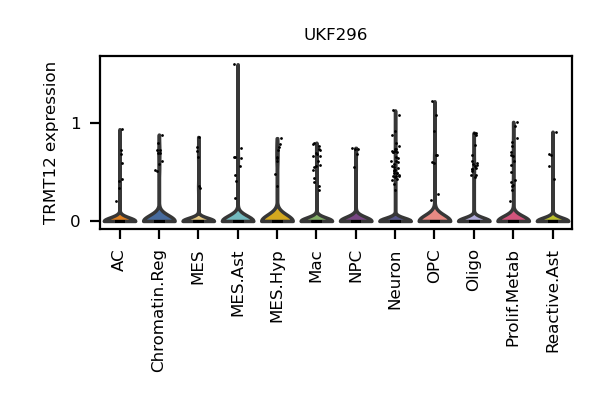 UKF296
TRMT12 expression
1
0
AC
Chromatin.Reg
MES
MES.Ast
MES.Hyp
Mac
NPC
Neuron
OPC
Oligo
Prolif.Metab
Reactive.Ast